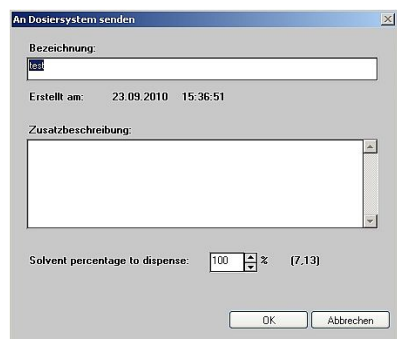 An Dosiersystem senden
Bezeichnung:
test
Erstellt am: 23.09.2010 15:36:51
Zusatzbeschreibung:
Solvent percentage to dispense: 100 % (7,13)
OK Abbrechen